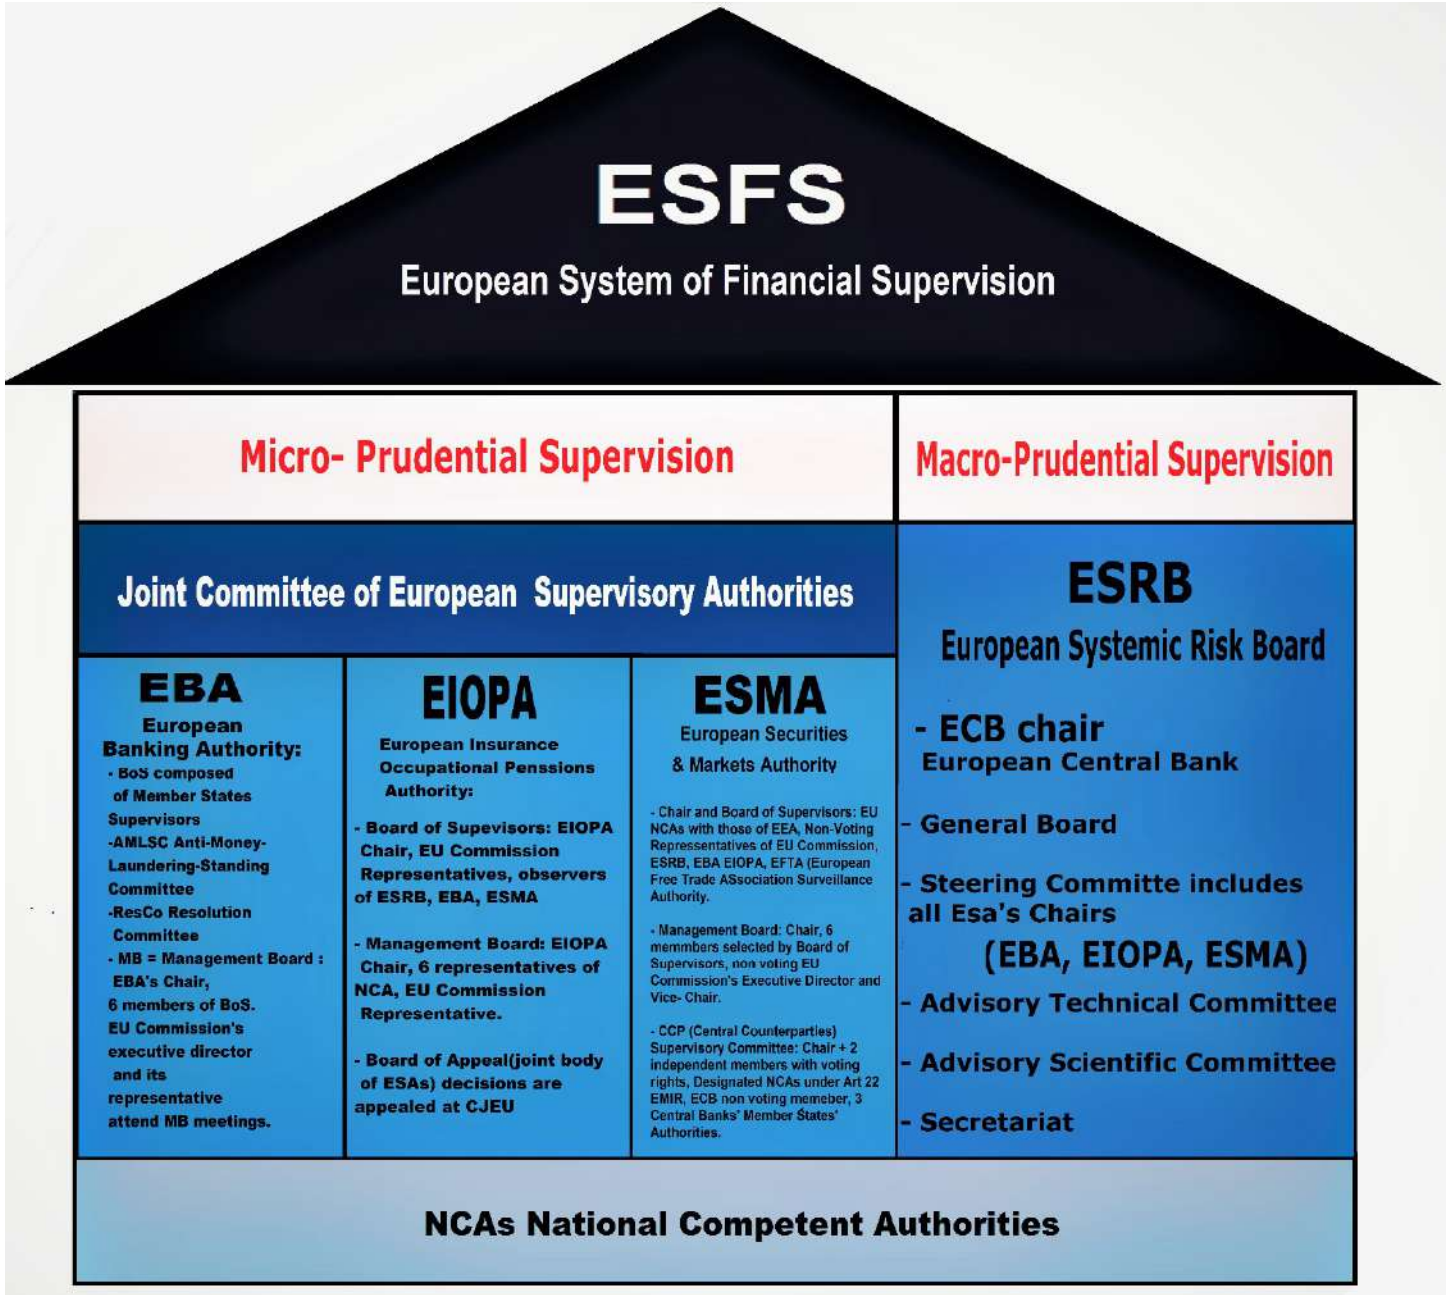 ESFS
European System of Financial Supervision
Micro- Prudential Supervision
Macro-Prudential Supervision
Joint Committee of European Supervisory Authorities
EBA
European
Banking Authority:
- BoS composed
of Member States
Supervisors
-AMLSC Anti-Money-
Laundering-Standing
Committee
-ResCo Resolution
Committee
- MB = Management Board :
EBA's Chair,
6 members of BoS.
EU Commission's
executive director
and its
representative
attend MB meetings.
EIOPA
European Insurance
Occupational Penssions
Authority:
- Board of Supevisors: EIOPA
Chair, EU Commission
Representatives, observers
of ESRB, EBA, ESMA
- Management Board: EIOPA
Chair, 6 representatives of
NCA, EU Commission
Representative.
- Board of Appeal(joint body
of ESAs) decisions are
appealed at CJEU
ESMA
European Securities
& Markets Authority
- Chair and Board of Supervisors: EU
NCAs with those of EEA, Non-Voting
Repressentatives of EU Commission,
ESRB, EBA EIOPA, EFTA (European
Free Trade ASsociation Surveillance
Authority.
- Management Board: Chair, 6
memmbers selected by Board of
Supervisors, non voting EU
Commission's Executive Director and
Vice- Chair.
- CCP (Central Counterparties)
Supervisory Committee: Chair + 2
independent members with voting
rights, Designated NCAs under Art 22
EMIR, ECB non voting memeber, 3
Central Banks' Member States'
Authorities.
ESRB
European Systemic Risk Board
- ECB chair
European Central Bank
- General Board
- Steering Committe includes
all Esa's Chairs
(EBA, EIOPA, ESMA)
- Advisory Technical Committee
- Advisory Scientific Committee
- Secretariat
NCAs National Competent Authorities